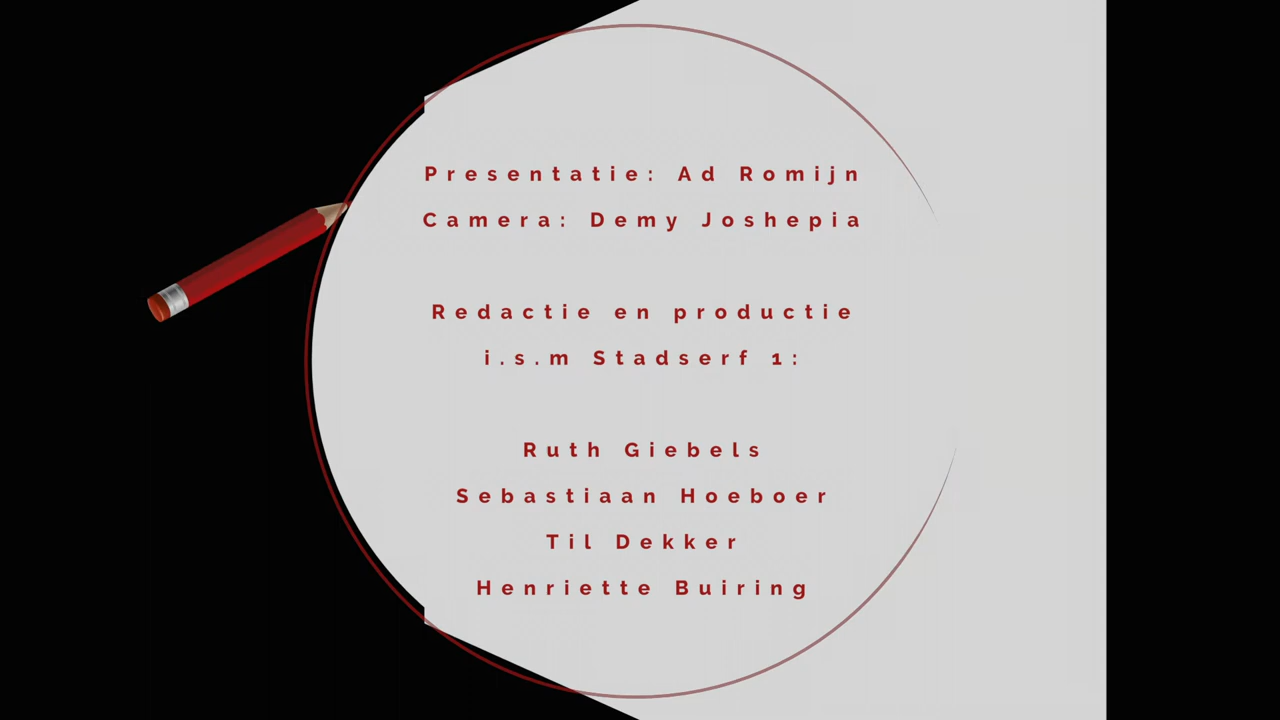 Presentatie: Ad Romijn
Camera: Demy Joshepia
Redactie en productie
i.s.m Stadserf 1:
Ruth Giebels
Sebastiaan Hoeboer
Til Dekker
Henriette Buiring